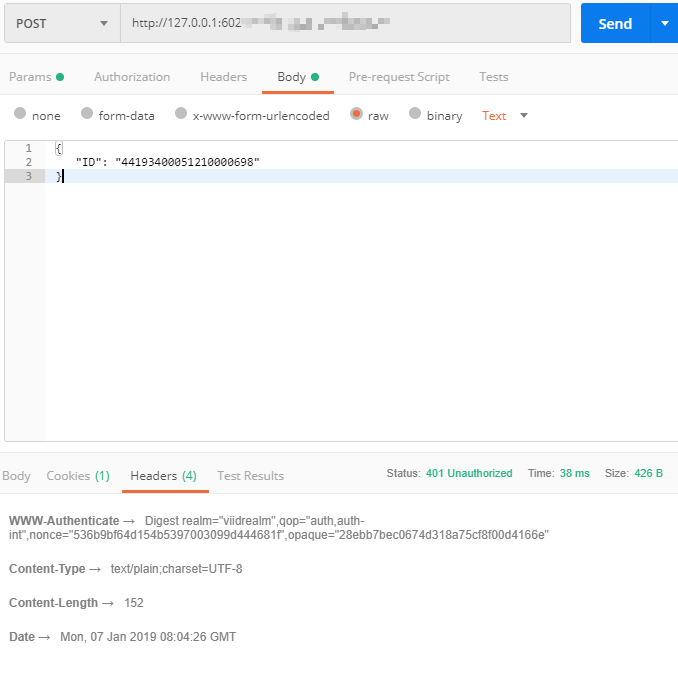 POST http://127.0.0.1:602
Send
Params Authorization Headers Body Pre-request Script Tests
none form-data x-www-form-urlencoded raw binary Text
1 {
2 "ID": "44193400051210000698"
3 }
Body Cookies (1) Headers (4) Test Results Status: 401 Unauthorized Time: 38 ms Size: 426 B
WWW-Authenticate → Digest realm="viidrealm",qop="auth,auth-
int",nonce="536b9bf64d154b5397003099d444681f",opaque="28ebb7bec0674d318a75cf8f00d4166e"
Content-Type → text/plain;charset=UTF-8
Content-Length → 152
Date → Mon, 07 Jan 2019 08:04:26 GMT